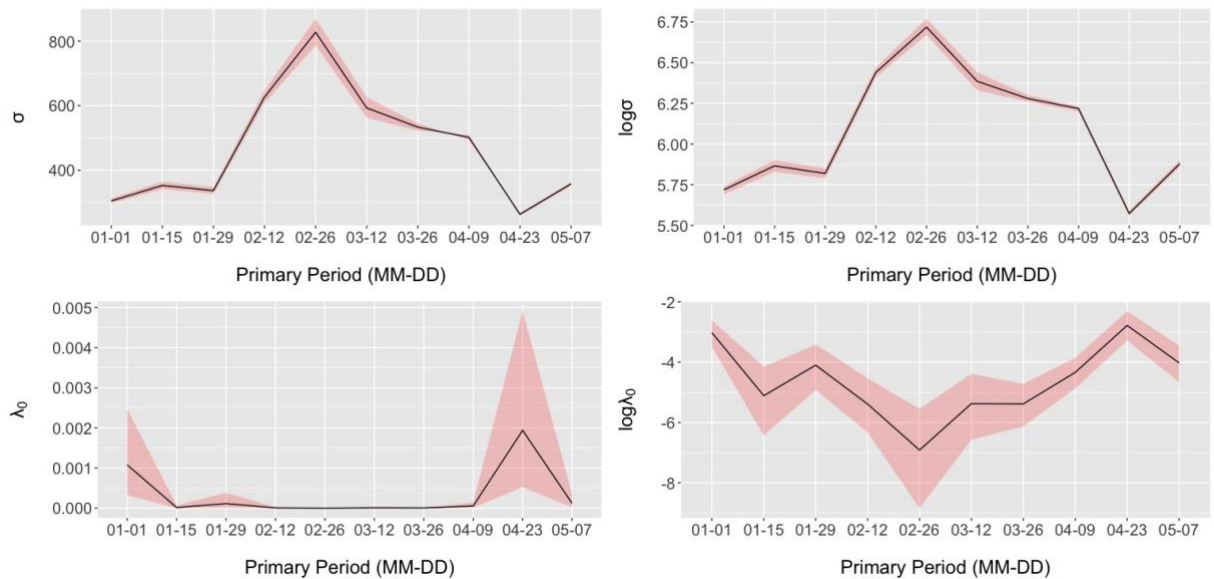 σ
800
600
400
01-01 01-15 01-29 02-12 02-26 03-12 03-26 04-09 04-23 05-07
Primary Period (MM-DD)
logσ
6.75
6.50
6.25
6.00
5.75
5.50
01-01 01-15 01-29 02-12 02-26 03-12 03-26 04-09 04-23 05-07
Primary Period (MM-DD)
λ₀
0.005
0.004
0.003
0.002
0.001
0.000
01-01 01-15 01-29 02-12 02-26 03-12 03-26 04-09 04-23 05-07
Primary Period (MM-DD)
logλ₀
-2
-4
-6
-8
01-01 01-15 01-29 02-12 02-26 03-12 03-26 04-09 04-23 05-07
Primary Period (MM-DD)